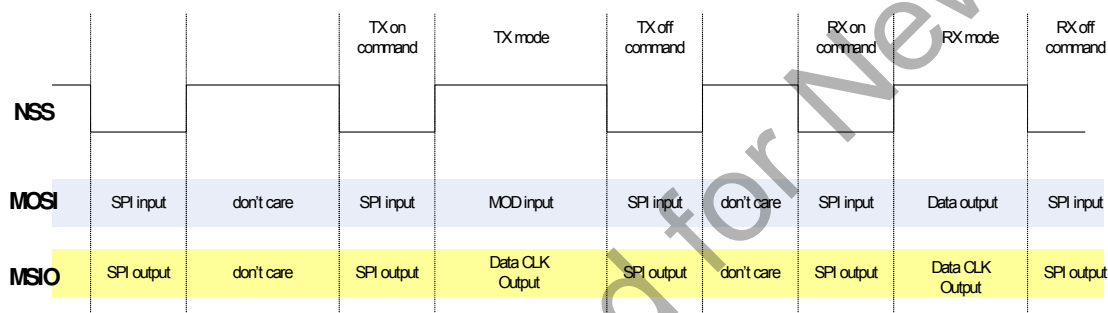 TX on command
TX mode
TX off command
RX on command
RX mode
RX off command
NSS
MOSI
SPI input
don't care
SPI input
MOD input
SPI input
don't care
SPI input
Data output
SPI input
MSIO
SPI output
don't care
SPI output
Data CLK Output
SPI output
don't care
SPI output
Data CLK Output
SPI output
d for New